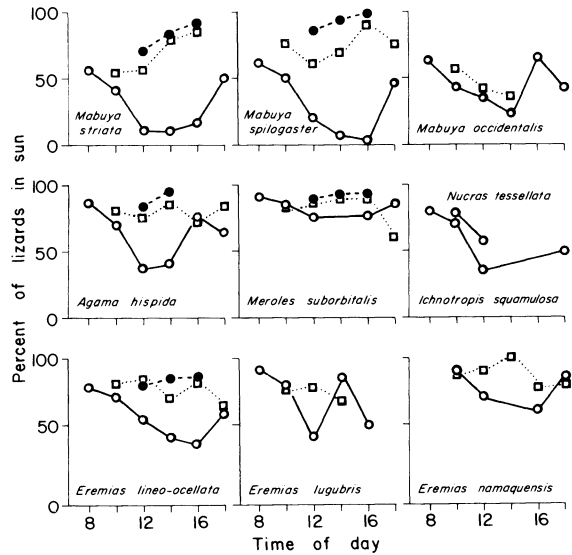 Percent of lizards in sun
100
50
0
Mabuya
striata
Mabuya
spilogaster
Mabuya occidentalis
100
50
0
Agama hispida
Meroles suborbitalis
Nucras tessellata
Ichnotropis squamulosa
100
50
0
Eremias lineo-ocellata
Eremias lugubris
Eremias namaquensis
8 12 16 8 12 16 8 12 16
Time of day